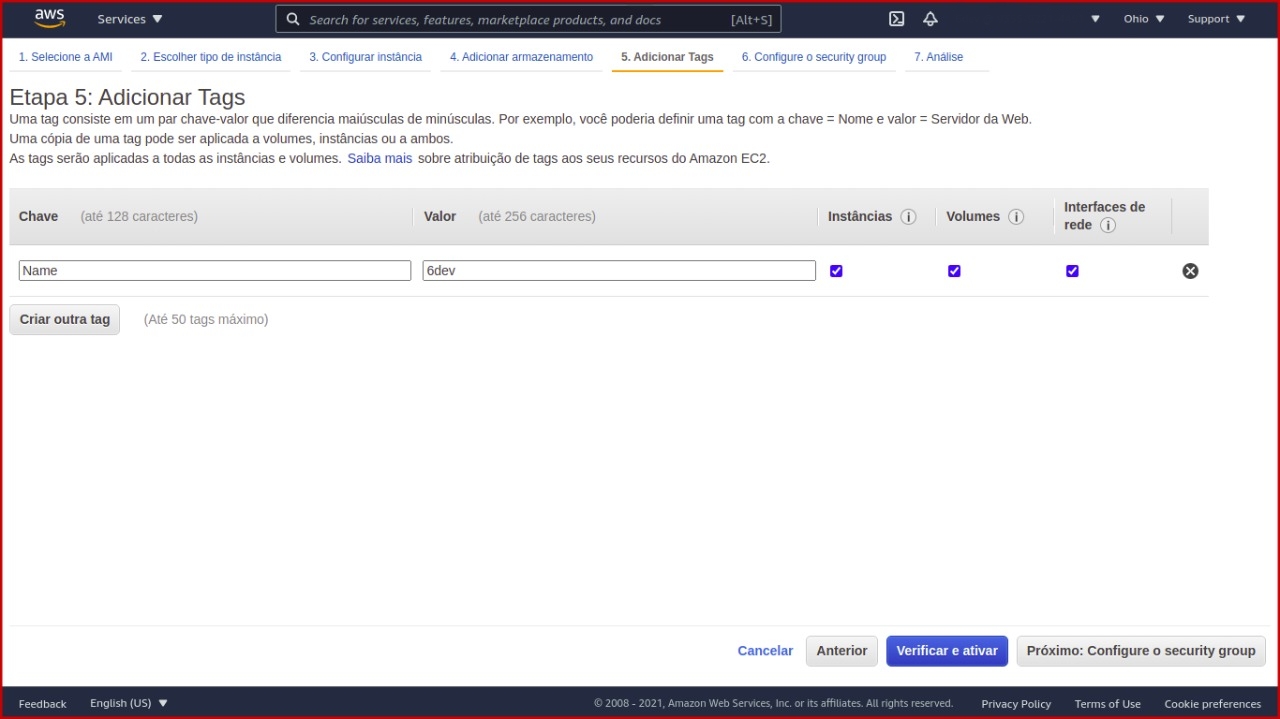 aws Services Search for services, features, marketplace products, and docs [Alt+S] Ohio Support
1. Selecione a AMI 2. Escolher tipo de instância 3. Configurar instância 4. Adicionar armazenamento 5. Adicionar Tags 6. Configure o security group 7. Análise
Etapa 5: Adicionar Tags
Uma tag consiste em um par chave-valor que diferencia maiúsculas de minúsculas. Por exemplo, você poderia definir uma tag com a chave = Nome e valor = Servidor da Web.
Uma cópia de uma tag pode ser aplicada a volumes, instâncias ou a ambos.
As tags serão aplicadas a todas as instâncias e volumes. Saiba mais sobre atribuição de tags aos seus recursos do Amazon EC2.
Chave (até 128 caracteres) Valor (até 256 caracteres) Instâncias i Volumes i Interfaces de
rede i
Name 6dev
Criar outra tag (Até 50 tags máximo)
Cancelar Anterior Verificar e ativar Próximo: Configure o security group
Feedback English (US) © 2008 - 2021, Amazon Web Services, Inc. or its affiliates. All rights reserved. Privacy Policy Terms of Use Cookie preferences